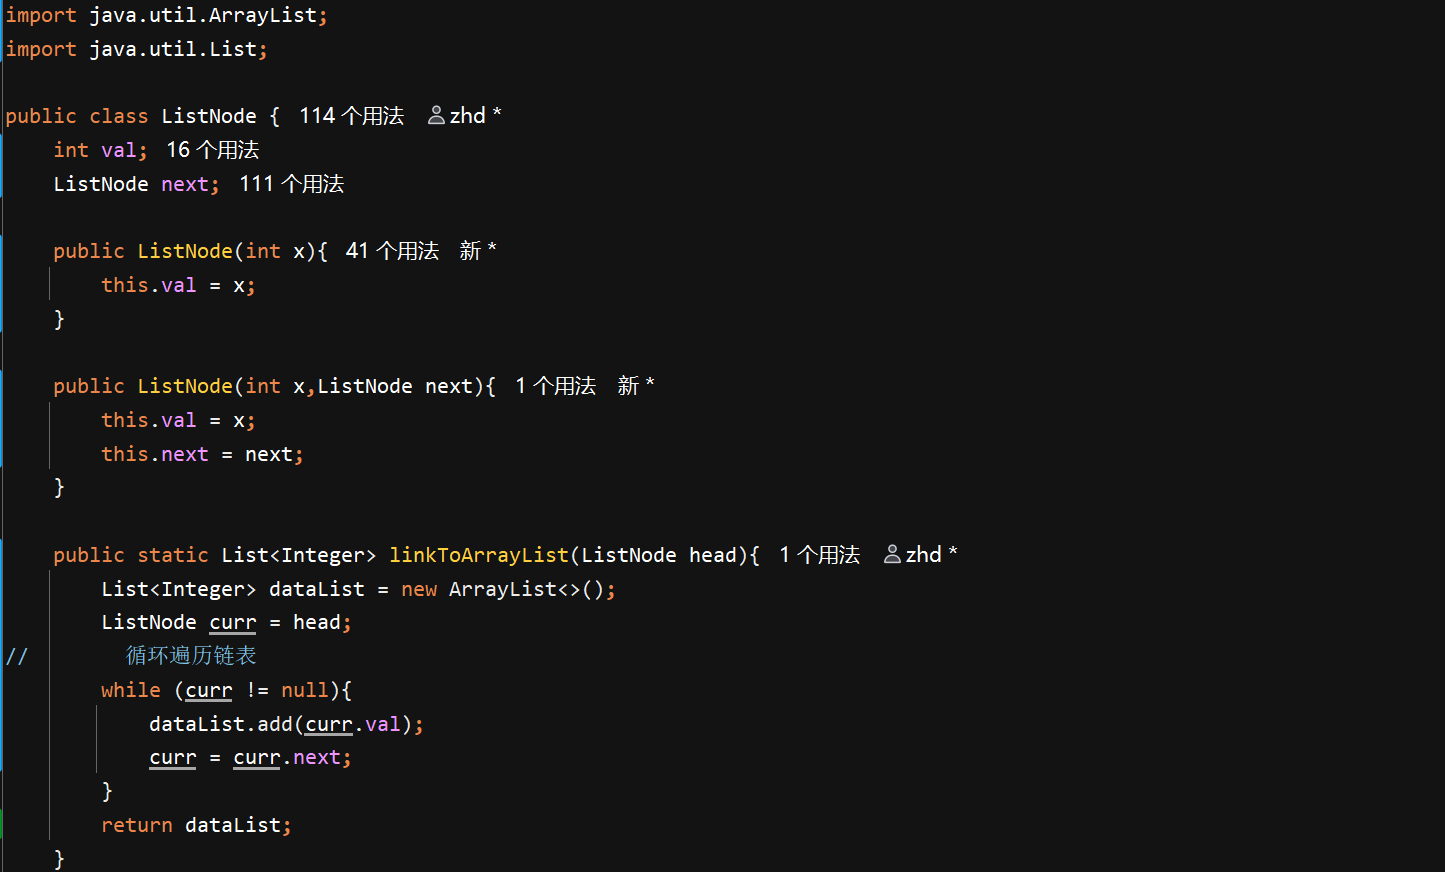 import java.util.ArrayList;
import java.util.List;
public class ListNode { 114 个用法 zhd *
int val; 16 个用法
ListNode next; 111 个用法
public ListNode(int x){ 41 个用法 新 *
this.val = x;
}
public ListNode(int x,ListNode next){ 1 个用法 新 *
this.val = x;
this.next = next;
}
public static List<Integer> linkToArrayList(ListNode head){ 1 个用法 zhd *
List<Integer> dataList = new ArrayList<>();
ListNode curr = head;
// 循环遍历链表
while (curr != null){
dataList.add(curr.val);
curr = curr.next;
}
return dataList;
}